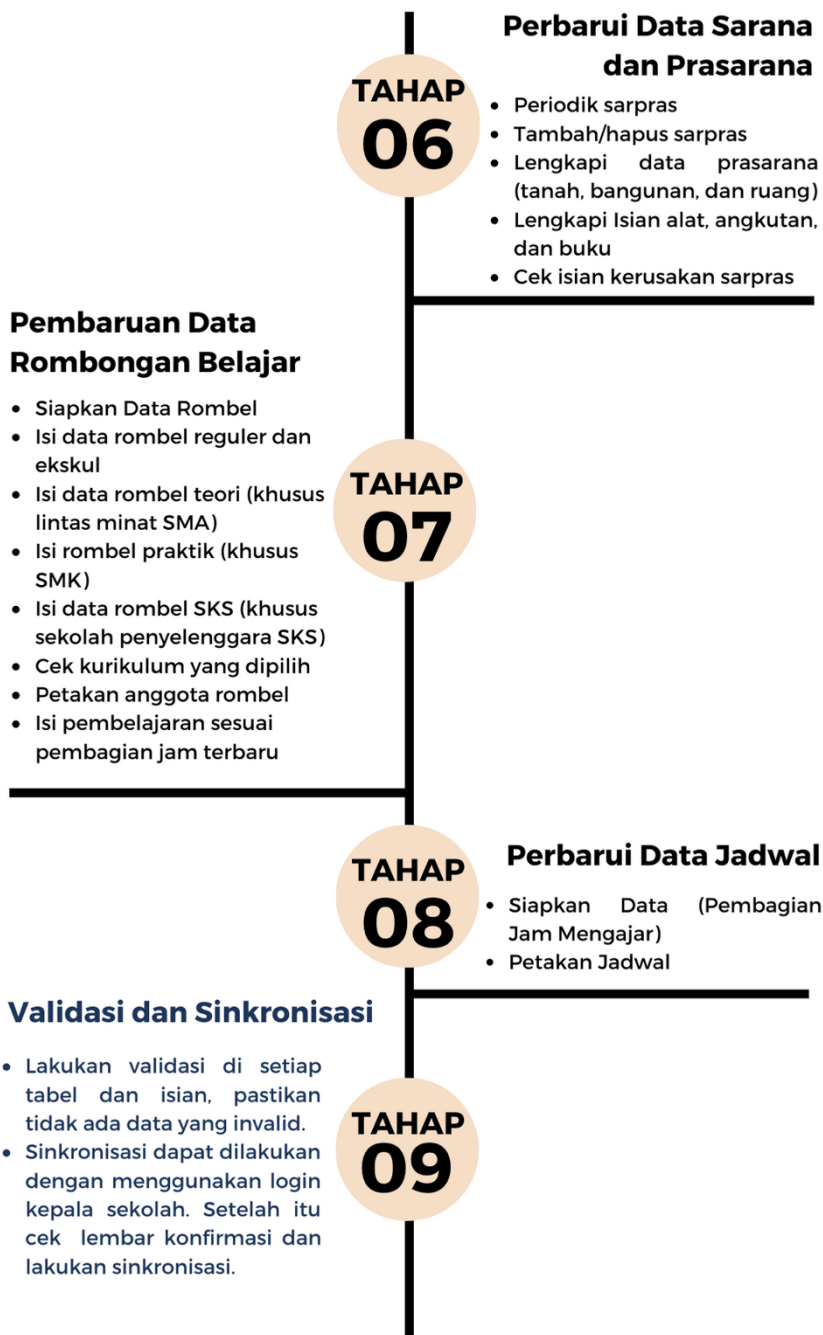 Perbarui Data Sarana
dan Prasarana
TAHAP
06
• Periodik sarpras
• Tambah/hapus sarpras
• Lengkapi data prasarana
(tanah, bangunan, dan ruang)
• Lengkapi Isian alat, angkutan,
dan buku
• Cek isian kerusakan sarpras
Pembaruan Data
Rombongan Belajar
• Siapkan Data Rombel
• Isi data rombel reguler dan
ekskul
• Isi data rombel teori (khusus
lintas minat SMA)
• Isi rombel praktik (khusus
SMK)
• Isi data rombel SKS (khusus
sekolah penyelenggara SKS)
• Cek kurikulum yang dipilih
• Petakan anggota rombel
• Isi pembelajaran sesuai
pembagian jam terbaru
TAHAP
07
TAHAP
08
Perbarui Data Jadwal
• Siapkan Data (Pembagian
Jam Mengajar)
• Petakan Jadwal
Validasi dan Sinkronisasi
• Lakukan validasi di setiap
tabel dan isian, pastikan
tidak ada data yang invalid.
• Sinkronisasi dapat dilakukan
dengan menggunakan login
kepala sekolah. Setelah itu
cek lembar konfirmasi dan
lakukan sinkronisasi.
TAHAP
09